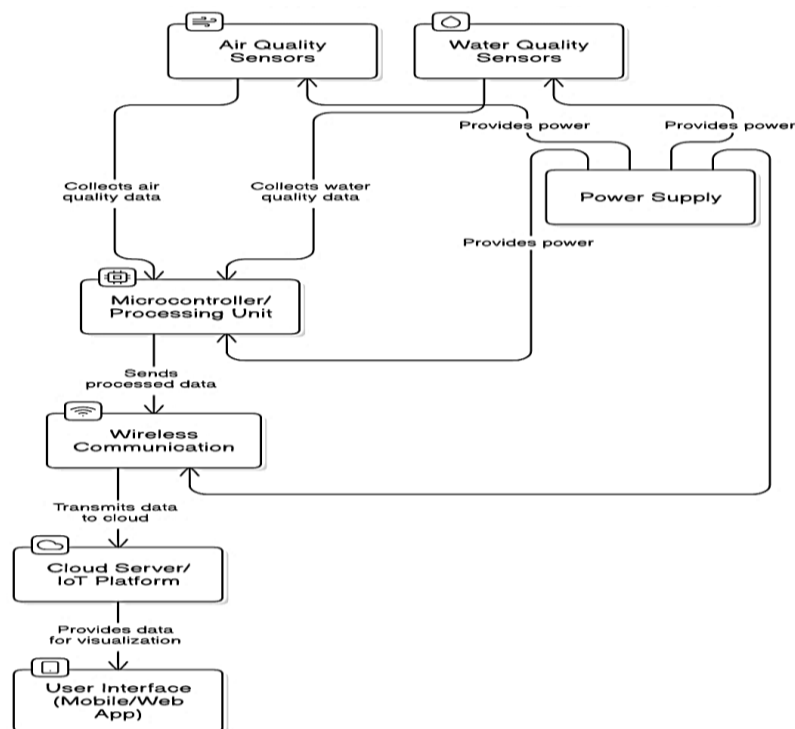 Air Quality
Sensors
Water Quality
Sensors
Provides power
Provides power
Collects air
quality data
Collects water
quality data
Power Supply
Provides power
Microcontroller/
Processing Unit
Sends
processed data
Wireless
Communication
Transmits data
to cloud
Cloud Server/
IoT Platform
Provides data
for visualization
User Interface
(Mobile/Web
App)